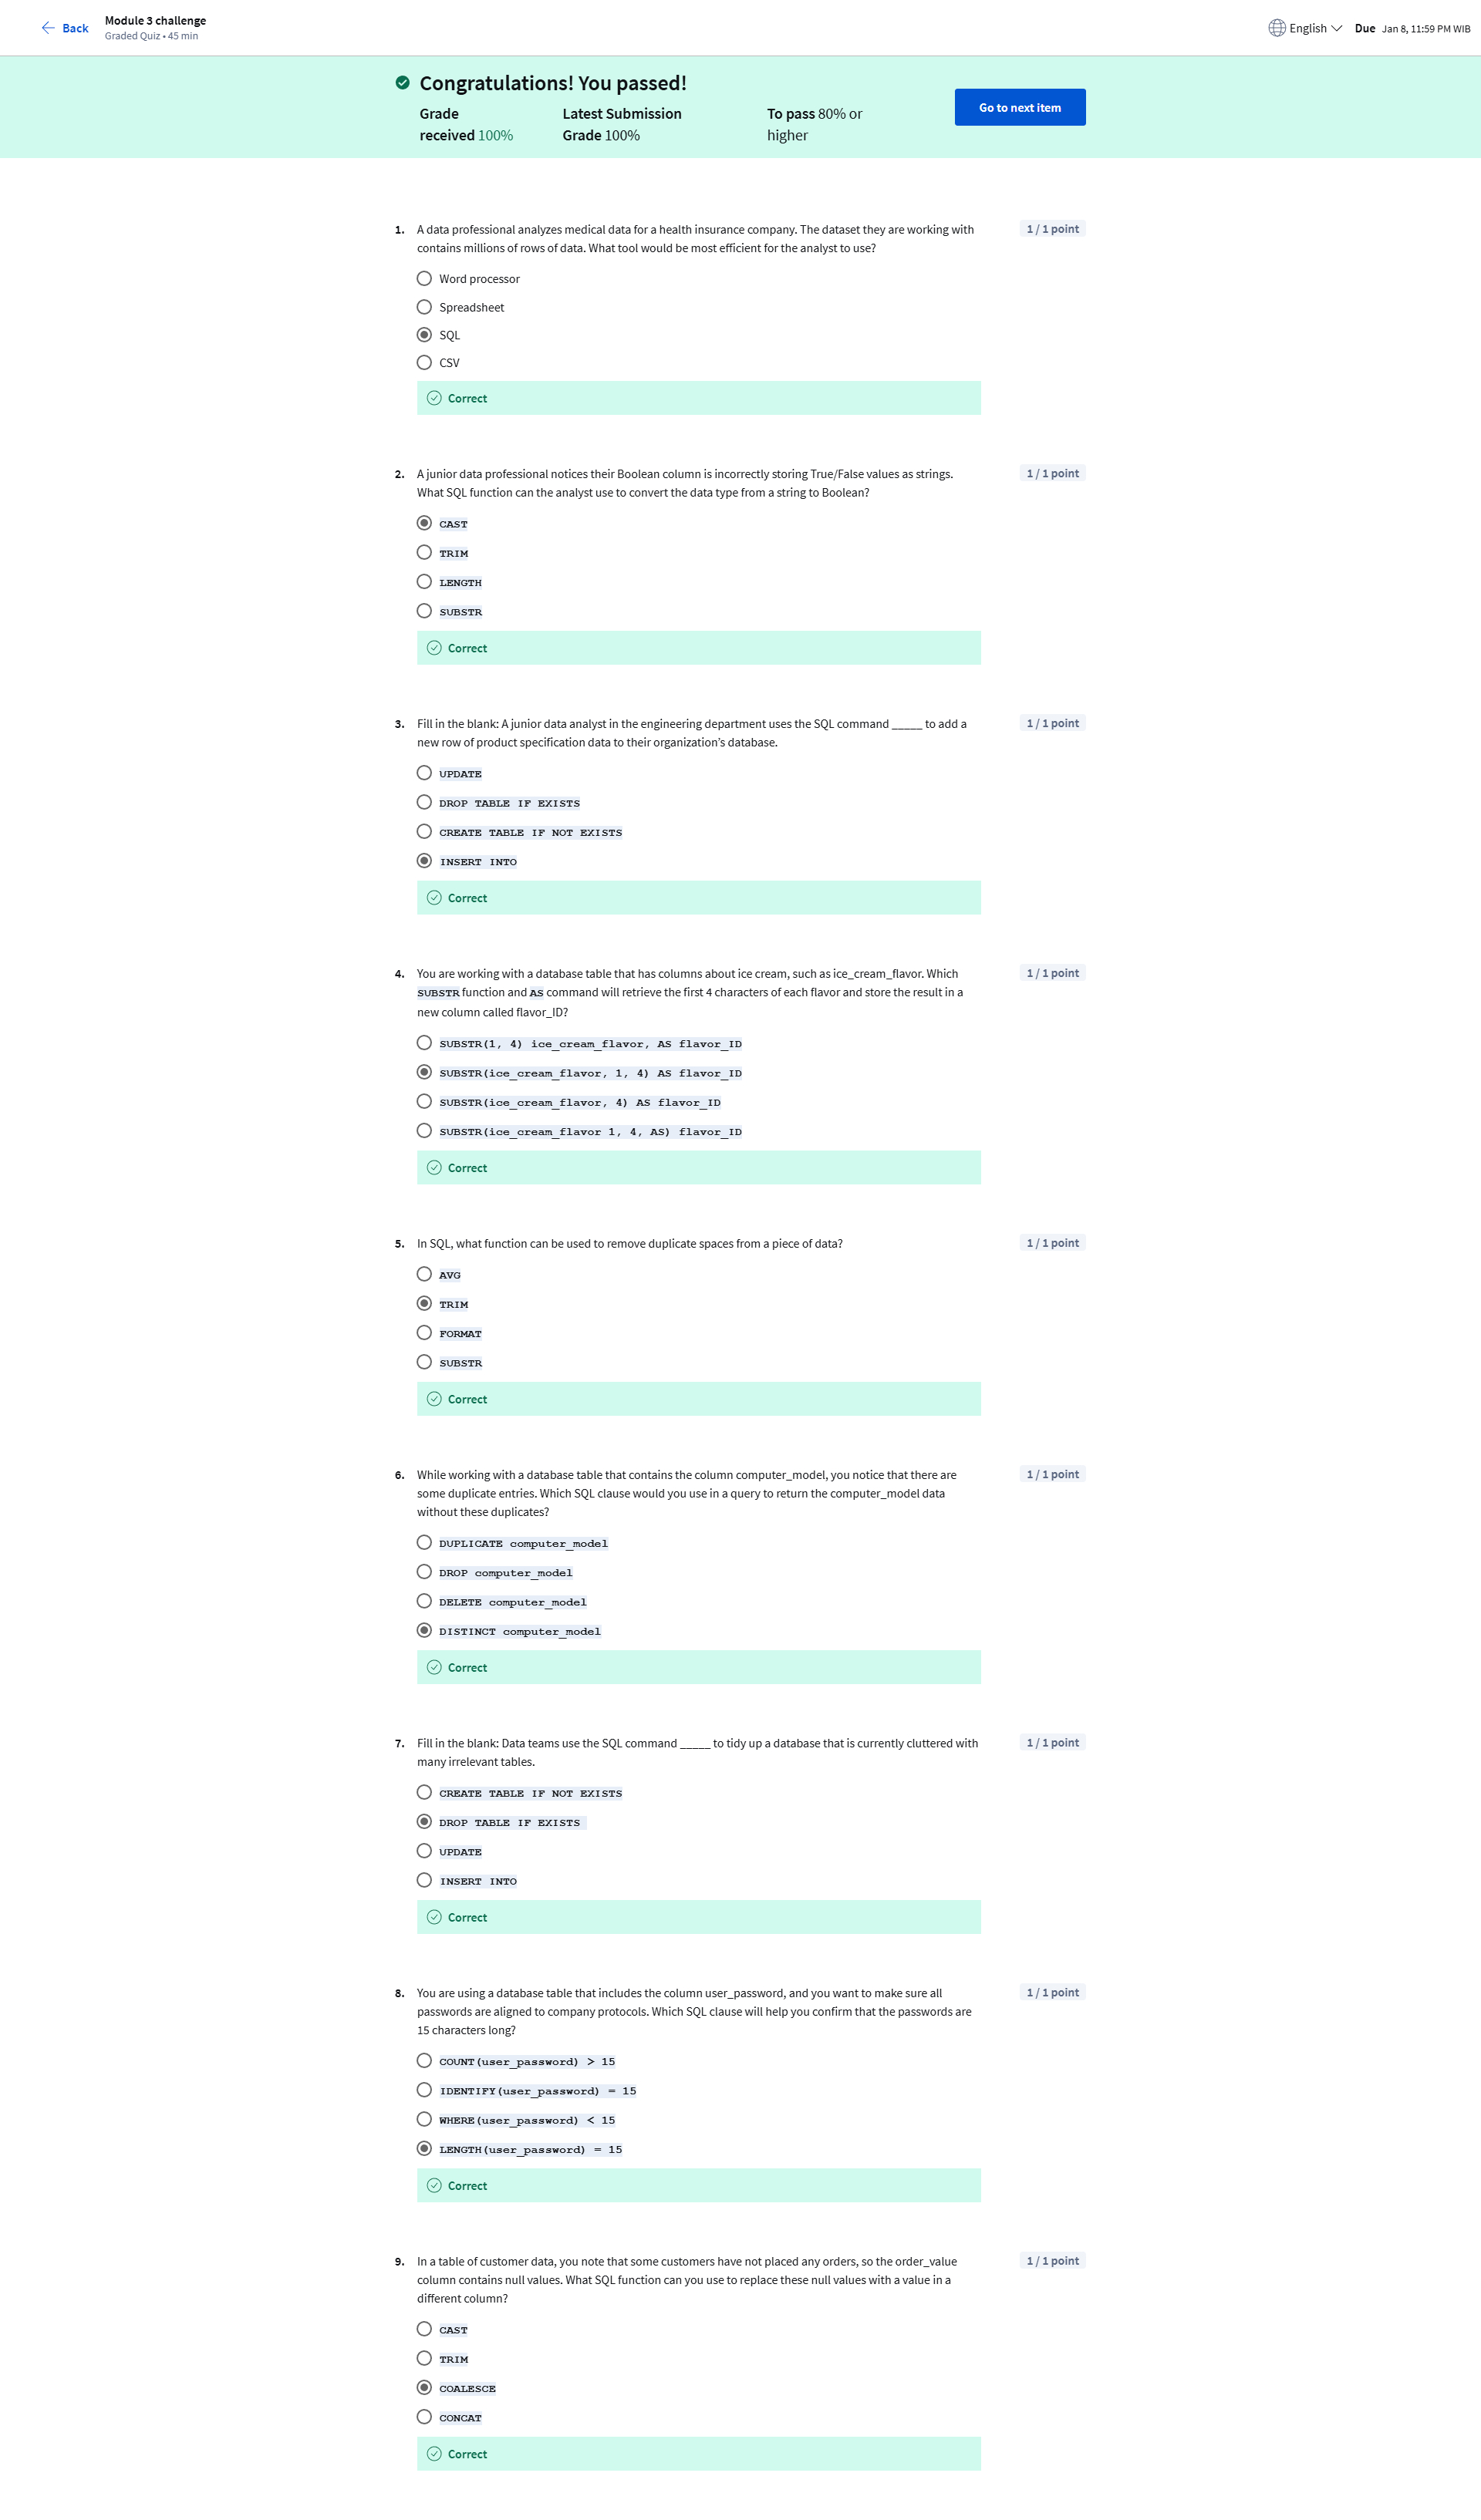 Back
Module 3 challenge
Graded Quiz • 45 min
English
Due Jan 8, 11:59 PM WIB
Congratulations! You passed!
Grade
received 100%
Latest Submission
Grade 100%
To pass 80% or
higher
Go to next item
1. A data professional analyzes medical data for a health insurance company. The dataset they are working with
contains millions of rows of data. What tool would be most efficient for the analyst to use?
1 / 1 point
Word processor
Spreadsheet
SQL
CSV
Correct
2. A junior data professional notices their Boolean column is incorrectly storing True/False values as strings.
What SQL function can the analyst use to convert the data type from a string to Boolean?
1 / 1 point
CAST
TRIM
LENGTH
SUBSTR
Correct
3. Fill in the blank: A junior data analyst in the engineering department uses the SQL command _____ to add a
new row of product specification data to their organization’s database.
1 / 1 point
UPDATE
DROP TABLE IF EXISTS
CREATE TABLE IF NOT EXISTS
INSERT INTO
Correct
4. You are working with a database table that has columns about ice cream, such as ice_cream_flavor. Which
SUBSTR function and AS command will retrieve the first 4 characters of each flavor and store the result in a
new column called flavor_ID?
1 / 1 point
SUBSTR(1, 4) ice_cream_flavor, AS flavor_ID
SUBSTR(ice_cream_flavor, 1, 4) AS flavor_ID
SUBSTR(ice_cream_flavor, 4) AS flavor_ID
SUBSTR(ice_cream_flavor 1, 4, AS) flavor_ID
Correct
5. In SQL, what function can be used to remove duplicate spaces from a piece of data?
1 / 1 point
AVG
TRIM
FORMAT
SUBSTR
Correct
6. While working with a database table that contains the column computer_model, you notice that there are
some duplicate entries. Which SQL clause would you use in a query to return the computer_model data
without these duplicates?
1 / 1 point
DUPLICATE computer_model
DROP computer_model
DELETE computer_model
DISTINCT computer_model
Correct
7. Fill in the blank: Data teams use the SQL command _____ to tidy up a database that is currently cluttered with
many irrelevant tables.
1 / 1 point
CREATE TABLE IF NOT EXISTS
DROP TABLE IF EXISTS
UPDATE
INSERT INTO
Correct
8. You are using a database table that includes the column user_password, and you want to make sure all
passwords are aligned to company protocols. Which SQL clause will help you confirm that the passwords are
15 characters long?
1 / 1 point
COUNT(user_password) > 15
IDENTIFY(user_password) = 15
WHERE(user_password) < 15
LENGTH(user_password) = 15
Correct
9. In a table of customer data, you note that some customers have not placed any orders, so the order_value
column contains null values. What SQL function can you use to replace these null values with a value in a
different column?
1 / 1 point
CAST
TRIM
COALESCE
CONCAT
Correct